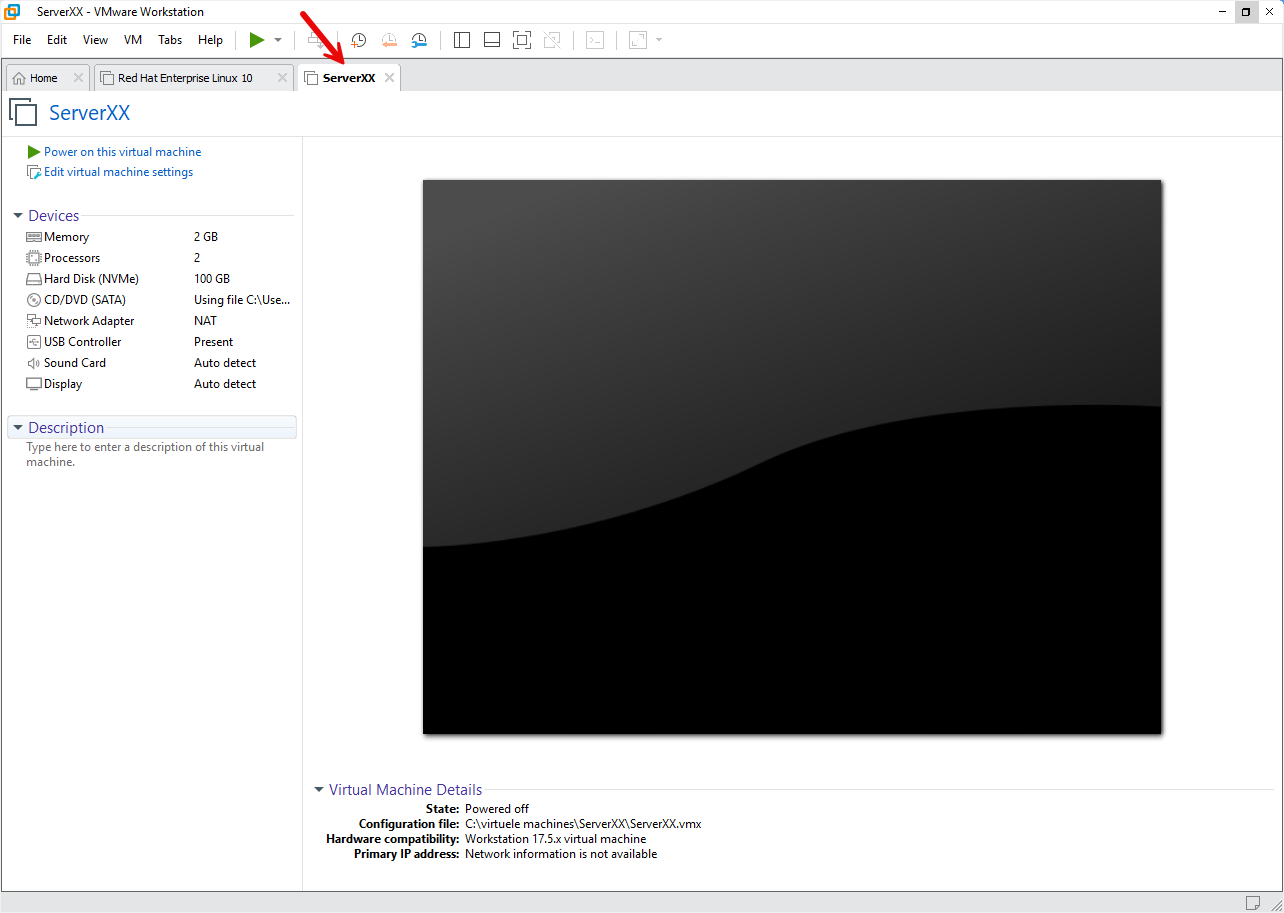 ServerXX - VMware Workstation
File Edit View VM Tabs Help
Home Red Hat Enterprise Linux 10 ServerXX
ServerXX
Power on this virtual machine
Edit virtual machine settings
Devices
Memory 2 GB
Processors 2
Hard Disk (NVMe) 100 GB
CD/DVD (SATA) Using file C:\Use...
Network Adapter NAT
USB Controller Present
Sound Card Auto detect
Display Auto detect
Description
Type here to enter a description of this virtual
machine.
Virtual Machine Details
State: Powered off
Configuration file: C:\virtuele machines\ServerXX\ServerXX.vmx
Hardware compatibility: Workstation 17.5.x virtual machine
Primary IP address: Network information is not available